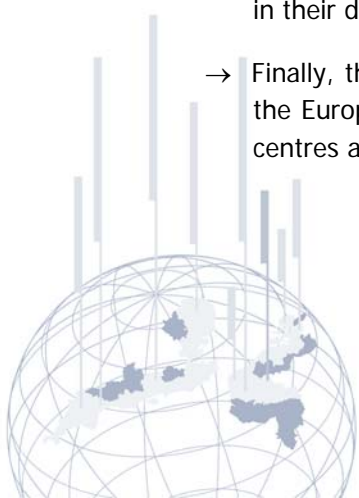 in their d
→ Finally, th
the Europ
centres a